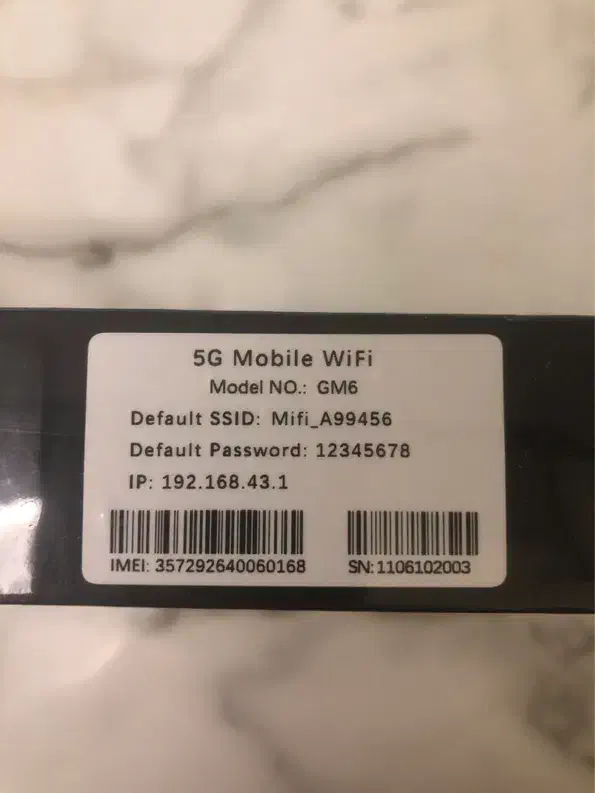 5G Mobile WiFi
Model NO.: GM6
Default SSID: Mifi_A99456
Default Password: 12345678
IP: 192.168.43.1
IMEI: 357292640060168 SN:1106102003